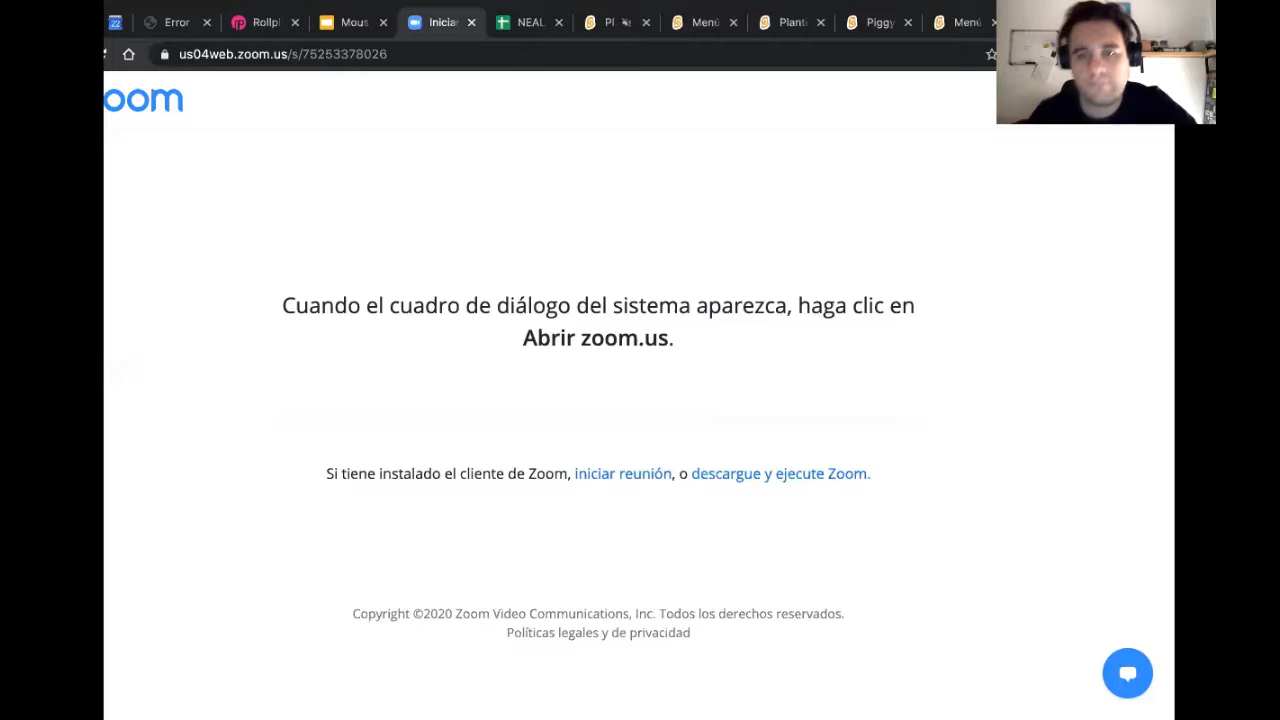 22
Error
Rollpl
Mous
Iniciar
NEAL
Pl
Menú
Planti
Piggy
Menú
us04web.zoom.us/s/75253378026
oom
Cuando el cuadro de diálogo del sistema aparezca, haga clic en
Abrir zoom.us.
Si tiene instalado el cliente de Zoom, iniciar reunión, o descargue y ejecute Zoom.
Copyright ©2020 Zoom Video Communications, Inc. Todos los derechos reservados.
Políticas legales y de privacidad